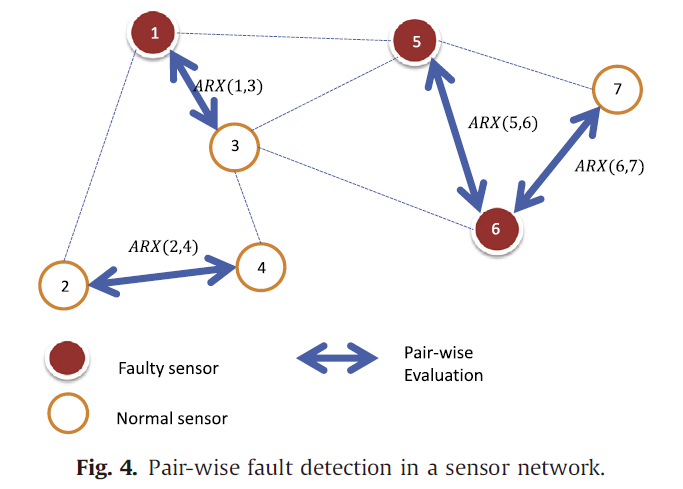 1
5
7
ARX(1,3)
ARX(5,6)
3
ARX(6,7)
6
ARX(2,4)
4
2
Pair-wise
Evaluation
Faulty sensor
Normal sensor
Fig. 4. Pair-wise fault detection in a sensor network.